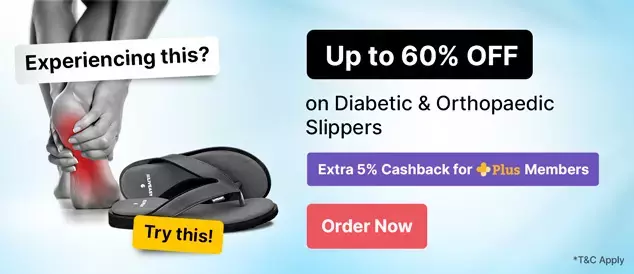 Experiencing this?
Up to 60% OFF
on Diabetic & Orthopaedic
Slippers
Extra 5% Cashback for Plus Members
Order Now
Try this!
*T&C Apply